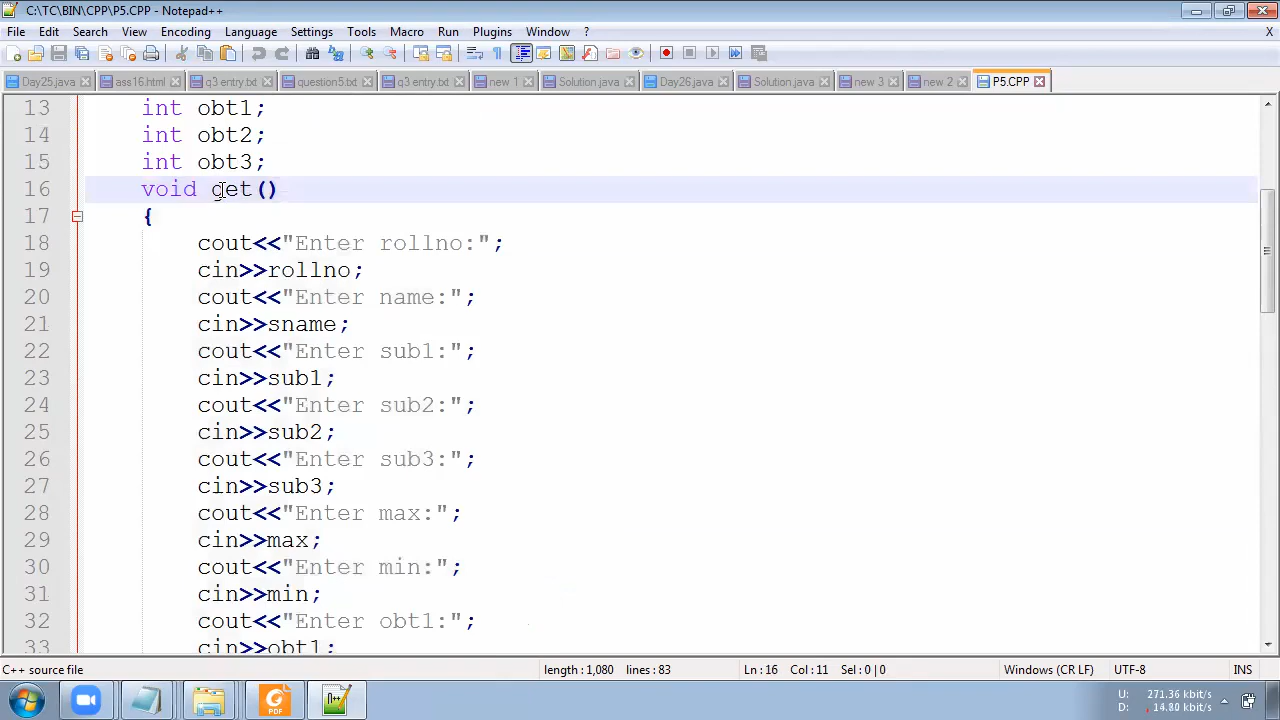 C:\TC\BIN\CPP\P5.CPP - Notepad++
File Edit Search View Encoding Language Settings Tools Macro Run Plugins Window ? X
Day25.java ass16.html q3 entry.txt question5.txt q3 entry.txt new 1 Solution.java Day26.java Solution.java new 3 new 2 P5.CPP
13 int obt1;
14 int obt2;
15 int obt3;
16 void get()
17 {
18 cout<<"Enter rollno:";
19 cin>>rollno;
20 cout<<"Enter name:";
21 cin>>sname;
22 cout<<"Enter sub1:";
23 cin>>sub1;
24 cout<<"Enter sub2:";
25 cin>>sub2;
26 cout<<"Enter sub3:";
27 cin>>sub3;
28 cout<<"Enter max:";
29 cin>>max;
30 cout<<"Enter min:";
31 cin>>min;
32 cout<<"Enter obt1:";
33 cin>>obt1;
C++ source file length : 1,080 lines : 83 Ln : 16 Col : 11 Sel : 0 | 0 Windows (CR LF) UTF-8 INS
U: 271.36 kbit/s
D: 14.80 kbit/s
PDF
N++